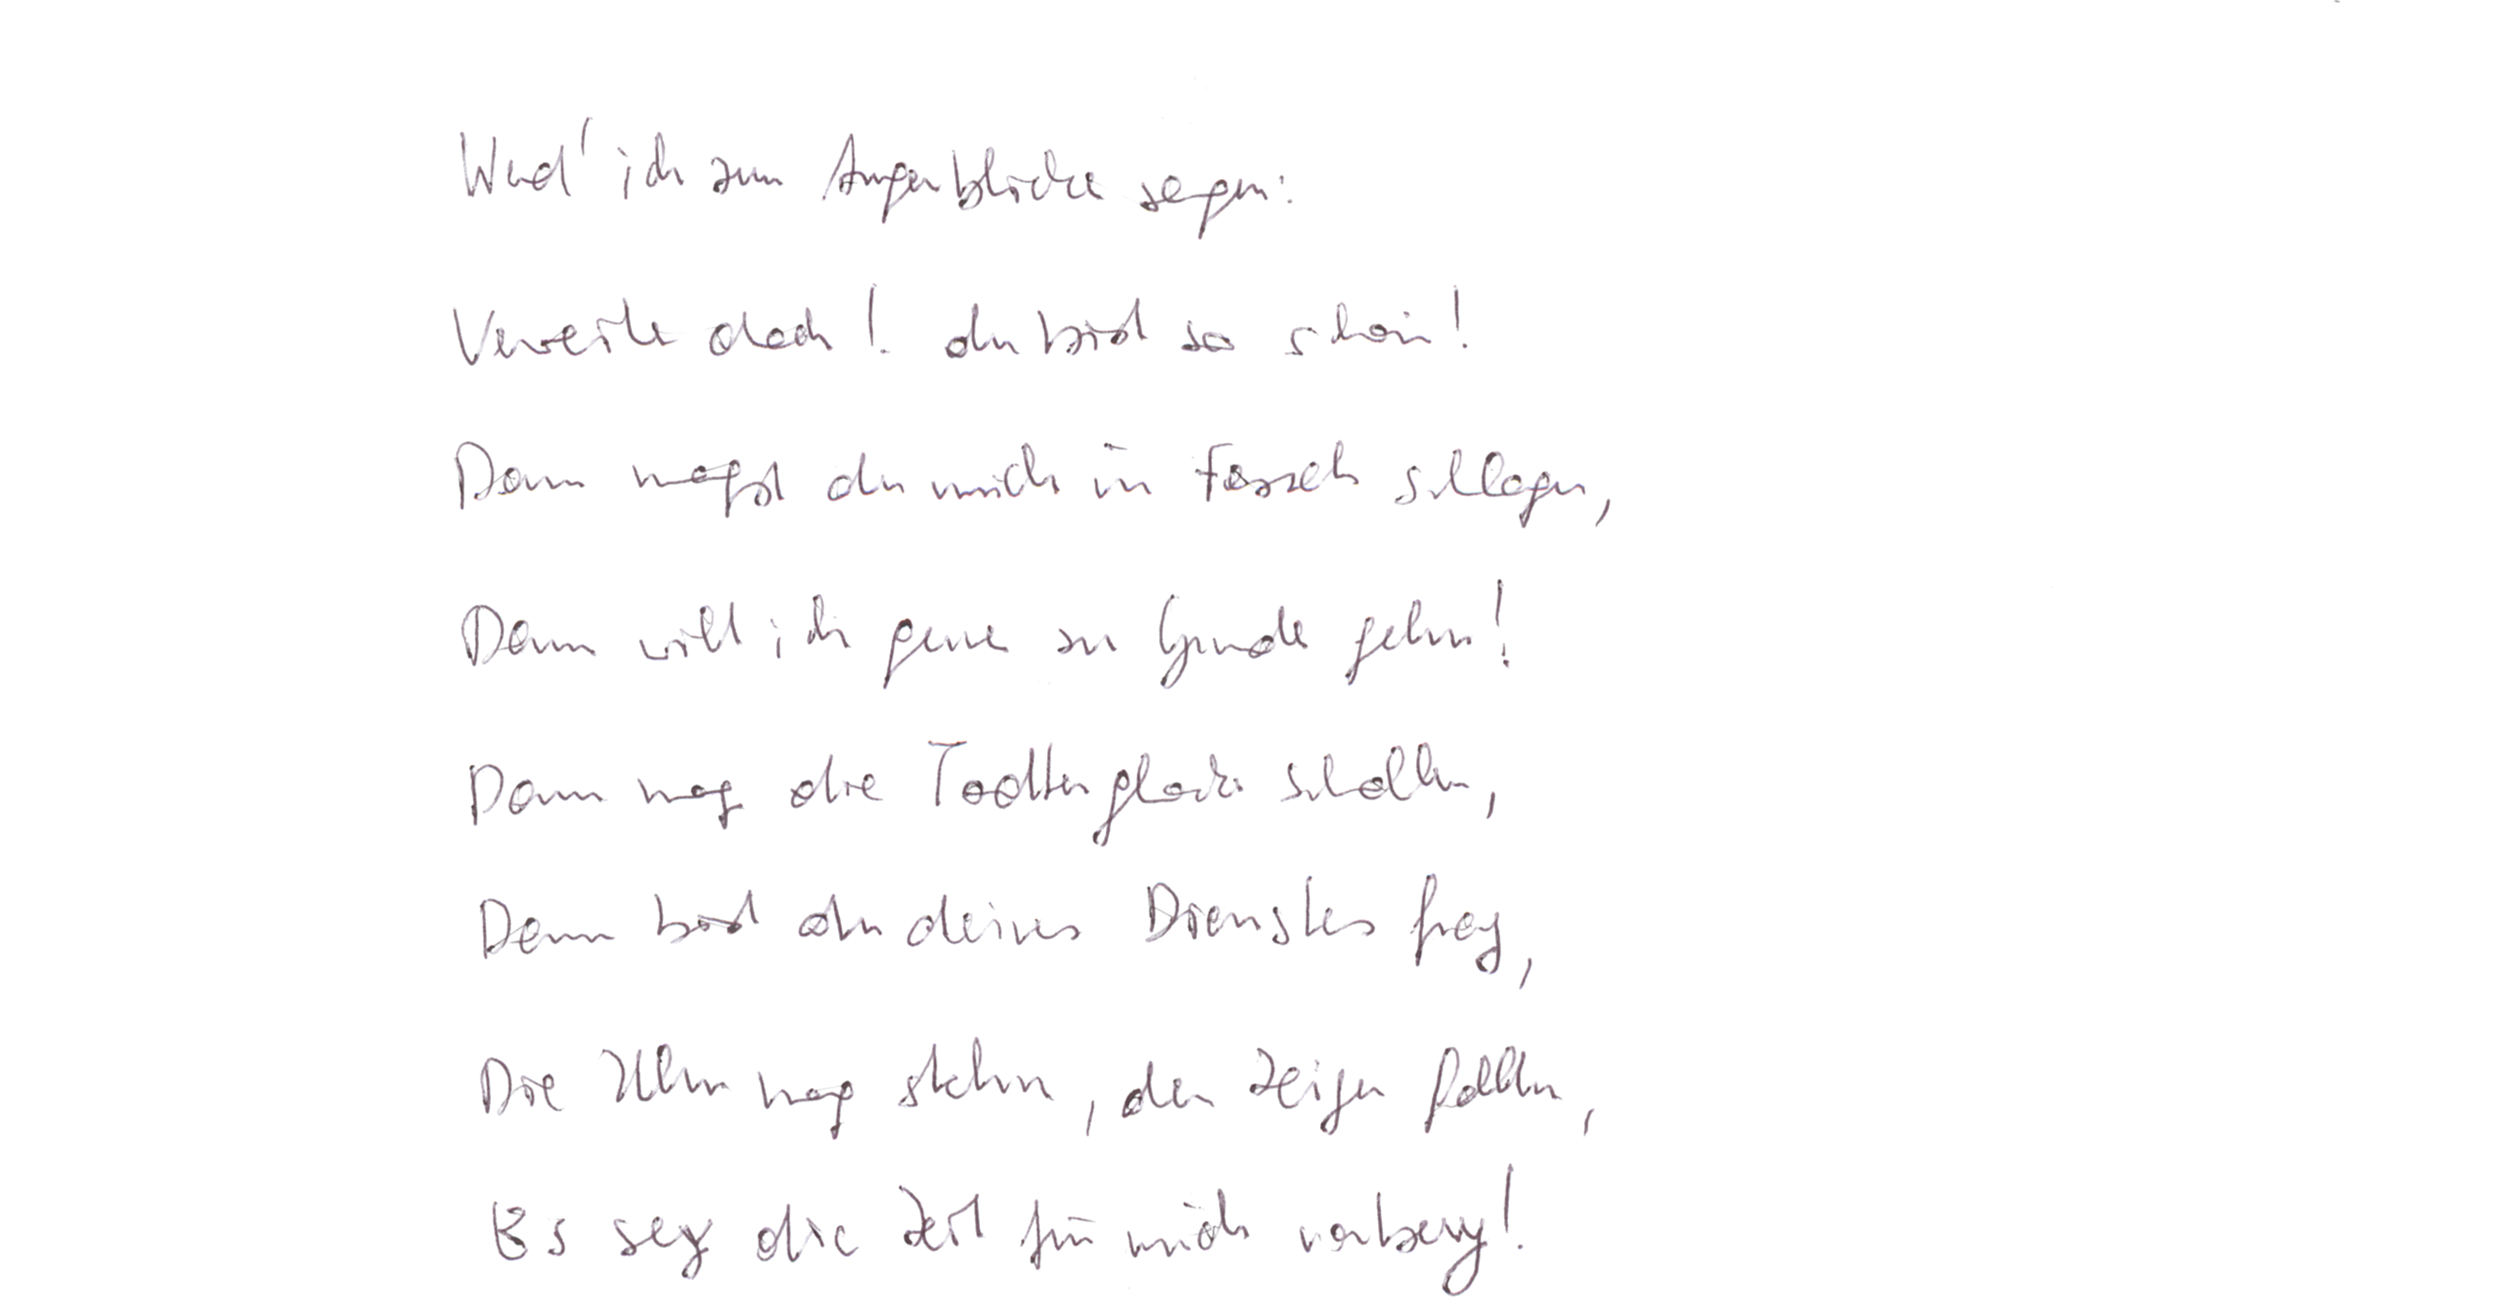 Werd' ich zum Augenblicke sagen:
Verweile doch! du bist so schön!
Dann magst du mich in Fesseln schlagen,
Dann will ich gerne zu Grunde gehn!
Dann mag die Todtenglocke schallen,
Dann bist du deines Dienstes frey,
Die Uhr mag stehn, der Zeiger fallen,
Es sey die Zeit für mich vorbey!